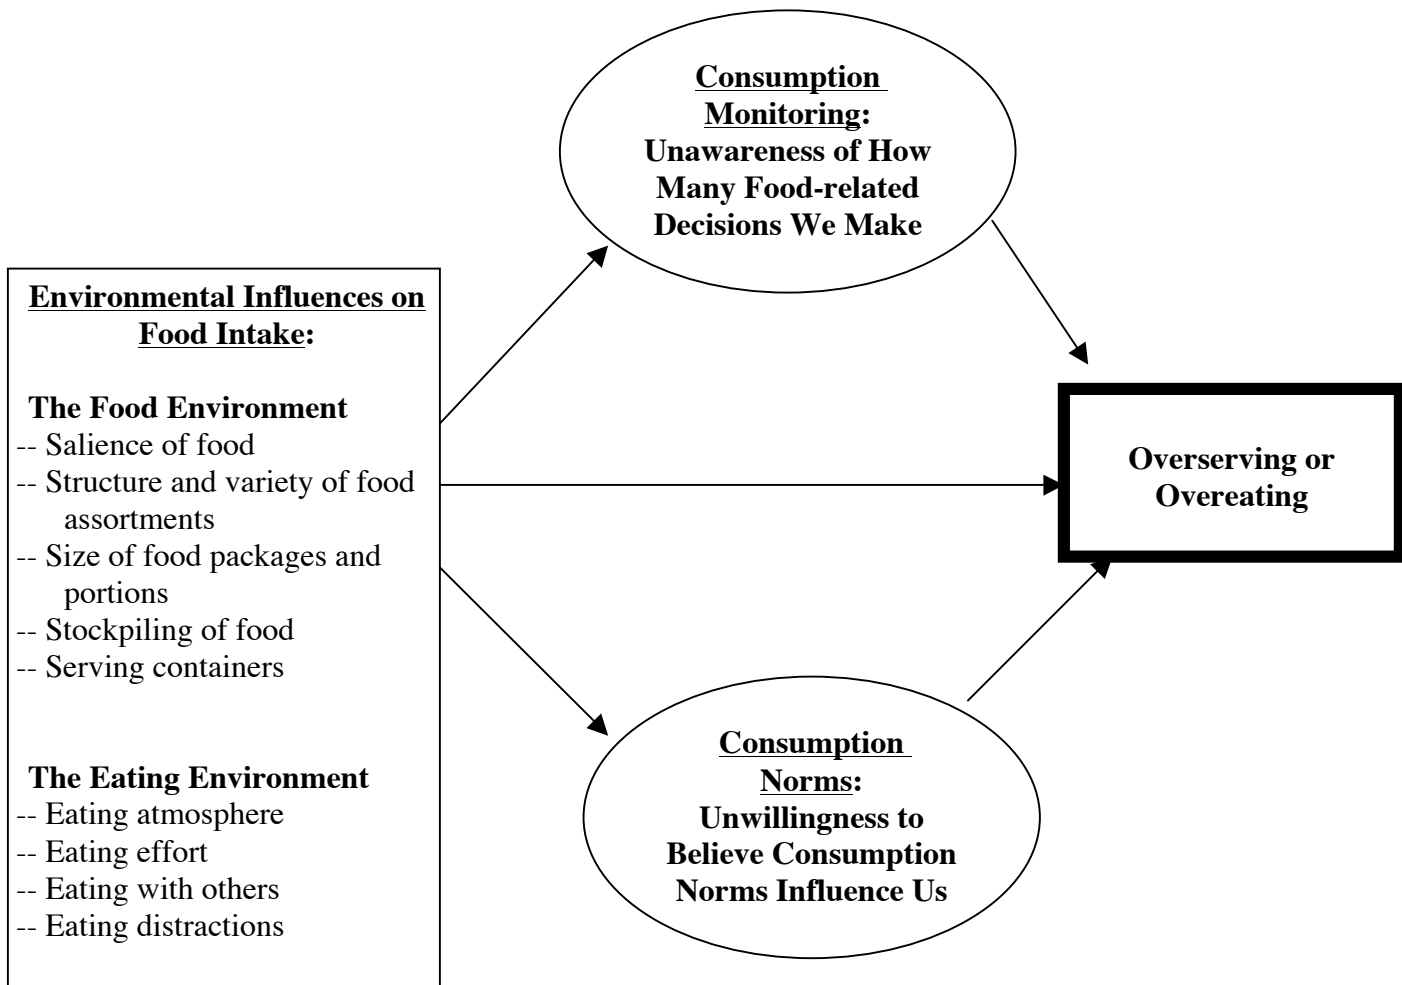 Consumption
Monitoring:
Unawareness of How
Many Food-related
Decisions We Make
Environmental Influences on
Food Intake:
The Food Environment
-- Salience of food
-- Structure and variety of food
assortments
-- Size of food packages and
portions
-- Stockpiling of food
-- Serving containers
The Eating Environment
-- Eating atmosphere
-- Eating effort
-- Eating with others
-- Eating distractions
Overserving or
Overeating
Consumption
Norms:
Unwillingness to
Believe Consumption
Norms Influence Us